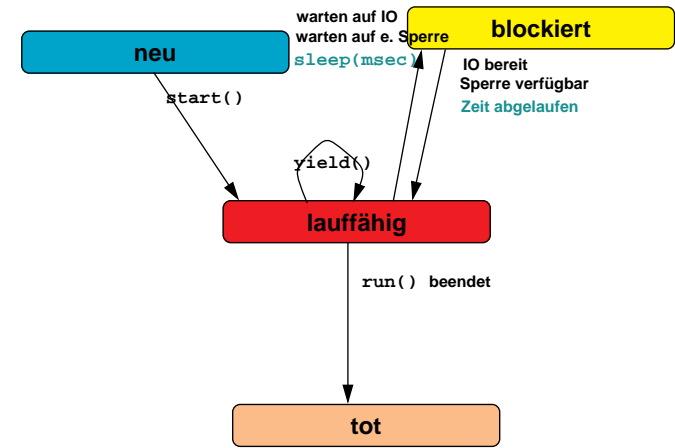 warten auf IO
warten auf e. Sperre
sleep(msec)
blockiert
neu
IO bereit
Sperre verfügbar
Zeit abgelaufen
start()
yield()
lauffähig
run() beendet
tot